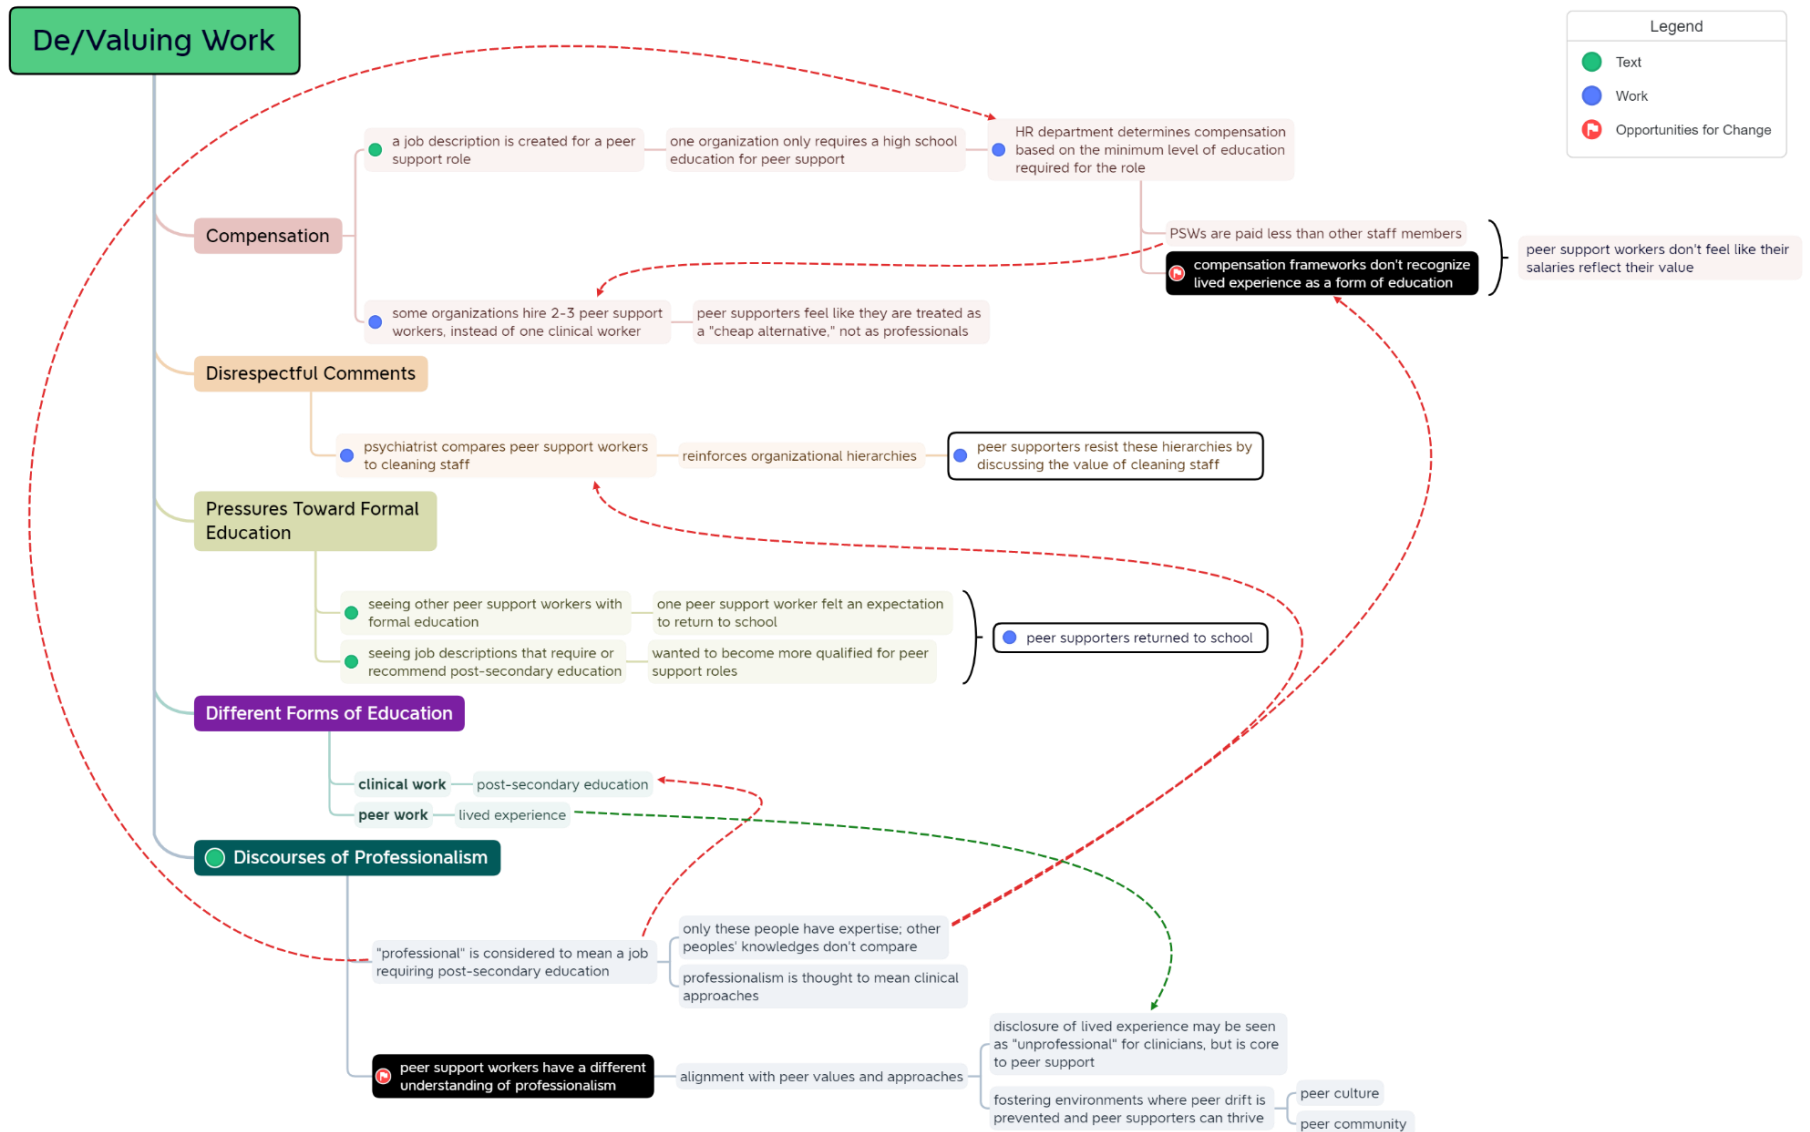 De/Valuing Work
Legend
Text
Work
Opportunities for Change
Compensation
a job description is created for a peer
support role
one organization only requires a high school
education for peer support
HR department determines compensation
based on the minimum level of education
required for the role
PSWs are paid less than other staff members
compensation frameworks don't recognize
lived experience as a form of education
peer support workers don't feel like their
salaries reflect their value
some organizations hire 2-3 peer support
workers, instead of one clinical worker
peer supporters feel like they are treated as
a "cheap alternative," not as professionals
Disrespectful Comments
psychiatrist compares peer support workers
to cleaning staff
reinforces organizational hierarchies
peer supporters resist these hierarchies by
discussing the value of cleaning staff
Pressures Toward Formal
Education
seeing other peer support workers with
formal education
one peer support worker felt an expectation
to return to school
seeing job descriptions that require or
recommend post-secondary education
wanted to become more qualified for peer
support roles
peer supporters returned to school
Different Forms of Education
clinical work
post-secondary education
peer work
lived experience
Discourses of Professionalism
"professional" is considered to mean a job
requiring post-secondary education
only these people have expertise; other
peoples' knowledges don't compare
professionalism is thought to mean clinical
approaches
peer support workers have a different
understanding of professionalism
alignment with peer values and approaches
disclosure of lived experience may be seen
as "unprofessional" for clinicians, but is core
to peer support
fostering environments where peer drift is
prevented and peer supporters can thrive
peer culture
peer community